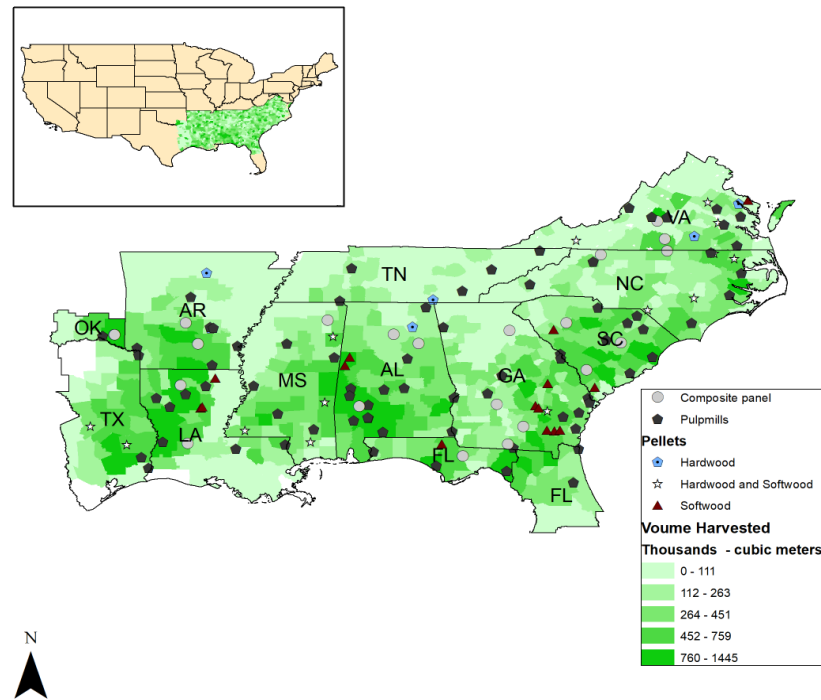 VA
TN
NC
AR
OK
SC
MS
AL
GA
TX
LA
FL
FL
Composite panel
Pulpmills
Pellets
Hardwood
Hardwood and Softwood
Softwood
Voume Harvested
Thousands - cubic meters
0 - 111
112 - 263
264 - 451
452 - 759
760 - 1445
N